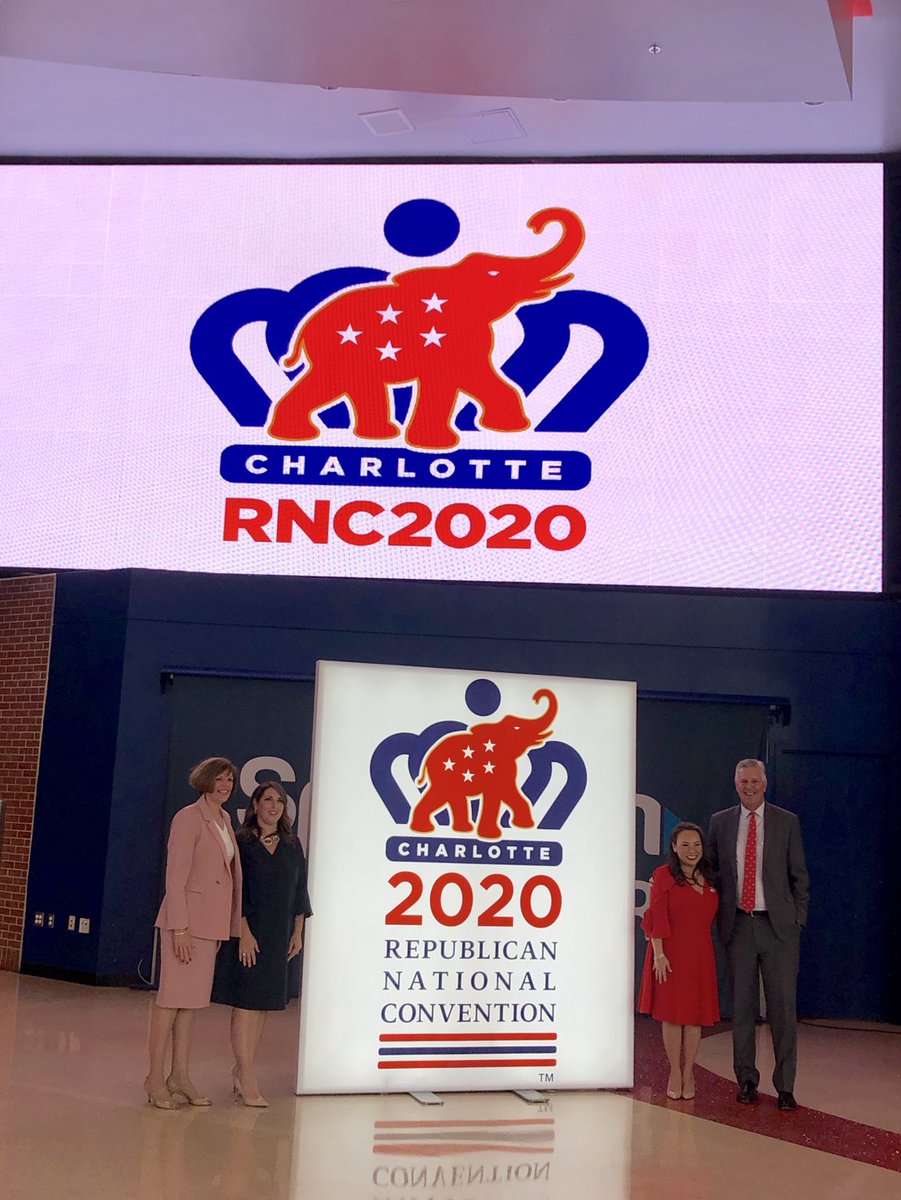 CHARLOTTE
RNC2020
CHARLOTTE
2020
REPUBLICAN
NATIONAL
CONVENTION
TM